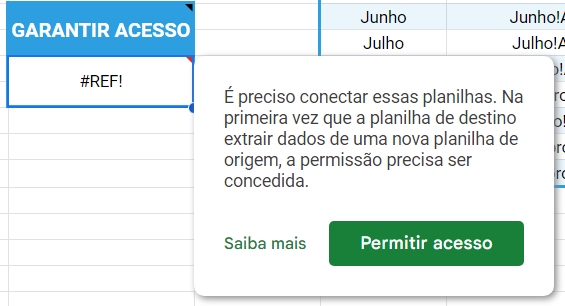 GARANTIR ACESSO
#REF!
Junho
Junho!A
Julho
Julho!A
É preciso conectar essas planilhas. Na
primeira vez que a planilha de destino
extrair dados de uma nova planilha de
origem, a permissão precisa ser
concedida.
Saiba mais
Permitir acesso